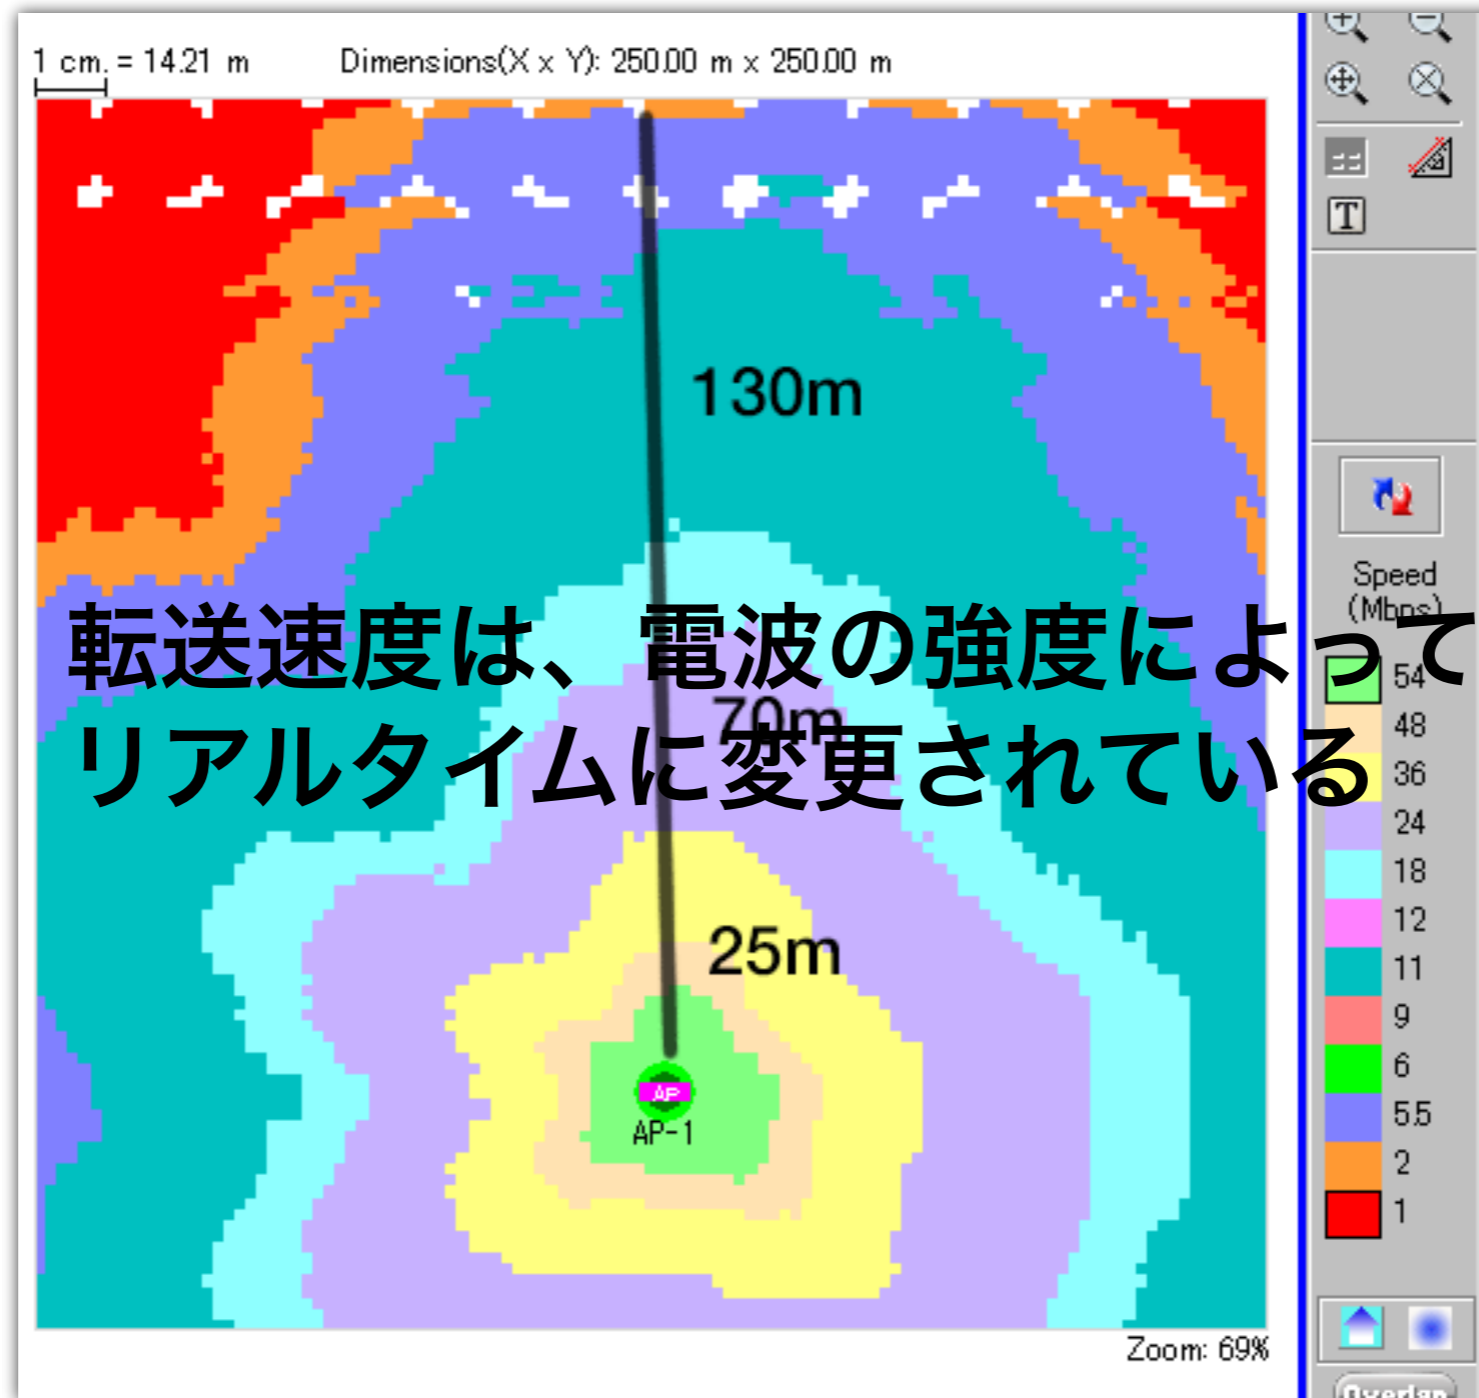 1 cm. = 14.21 m
Dimensions(X x Y): 250.00 m x 250.00 m
130m
転送速度は、電波の強度によって
70m
リアルタイムに変更されている
25m
AP
AP-1
Zoom: 69%
T
Speed
(Mbps)
54
48
36
24
18
12
11
9
6
5.5
2
1
Overlap